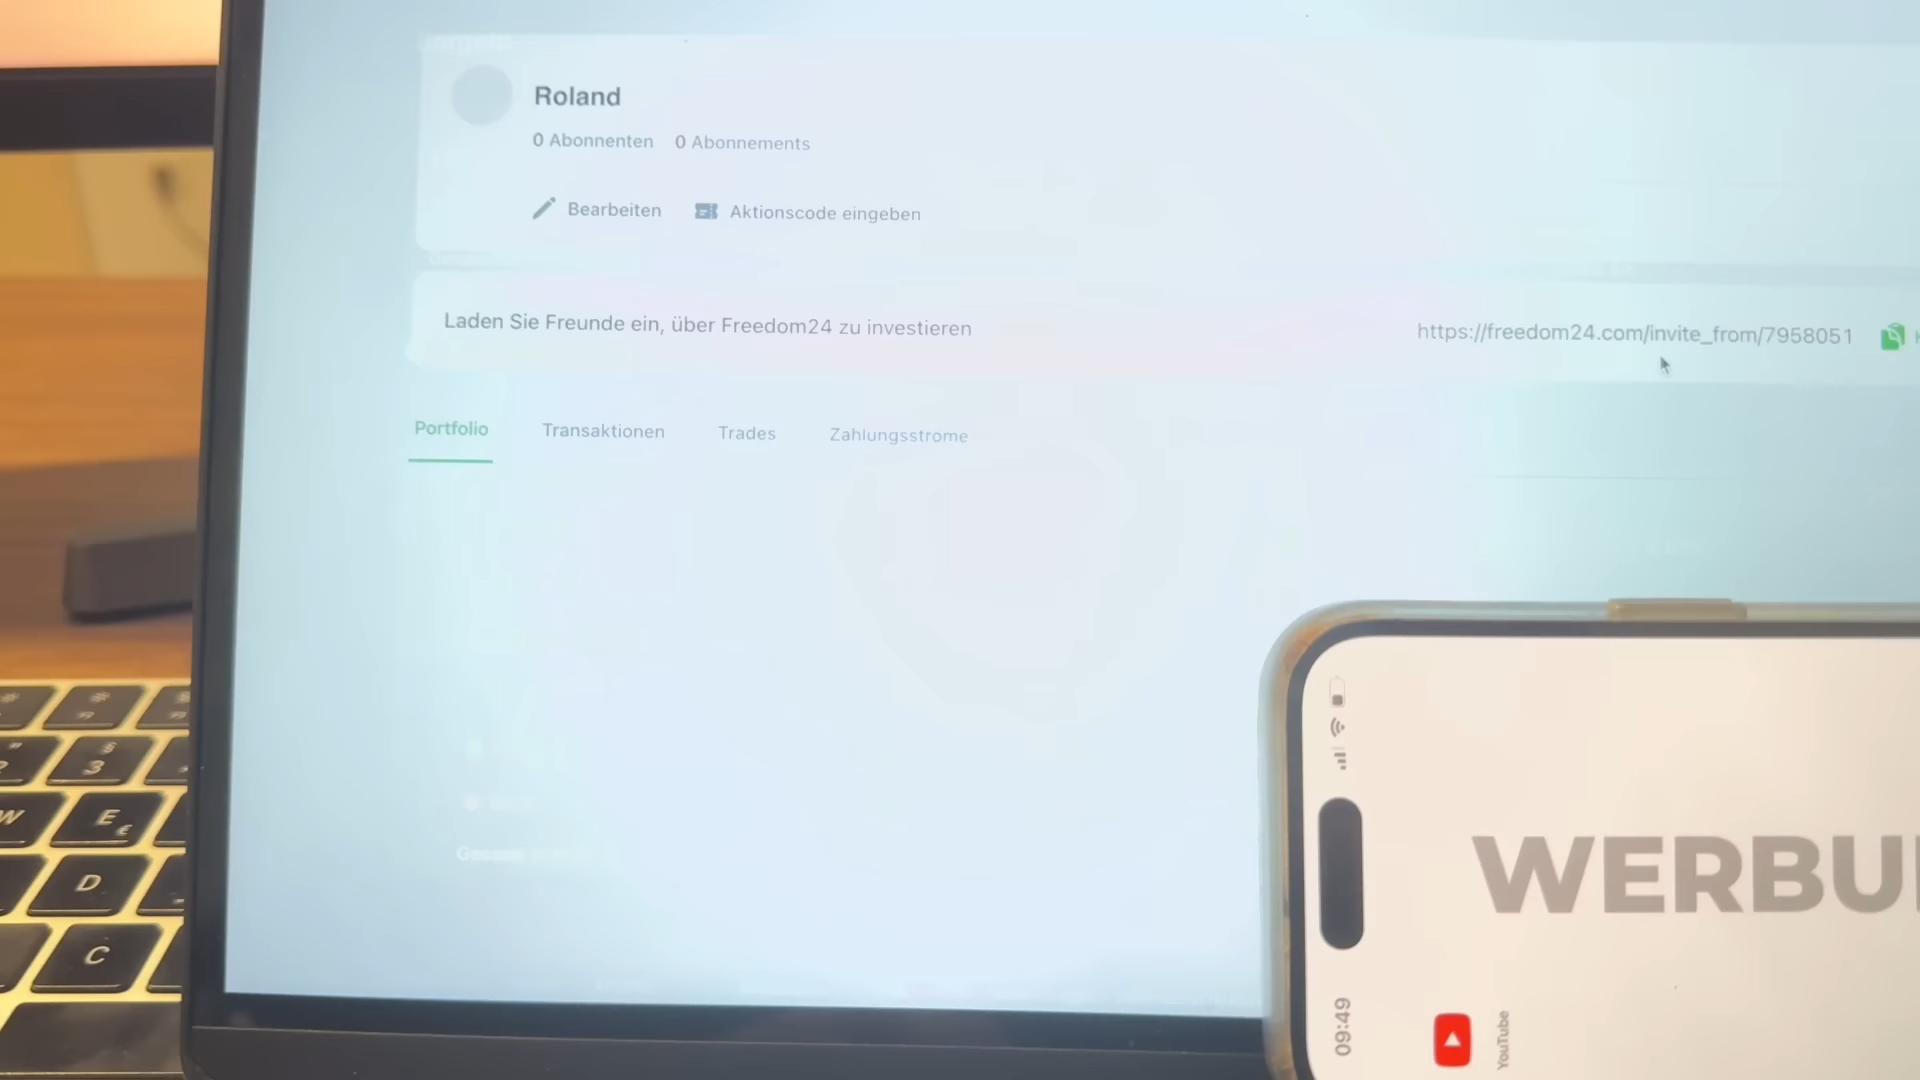 Roland
0 Abonnenten 0 Abonnements
Bearbeiten Aktionscode eingeben
Laden Sie Freunde ein, über Freedom24 zu investieren
https://freedom24.com/invite_from/7958051
Portfolio Transaktionen Trades Zahlungsstrome
WERBU
09:49
YouTube
3
§
W
E
€
D
C